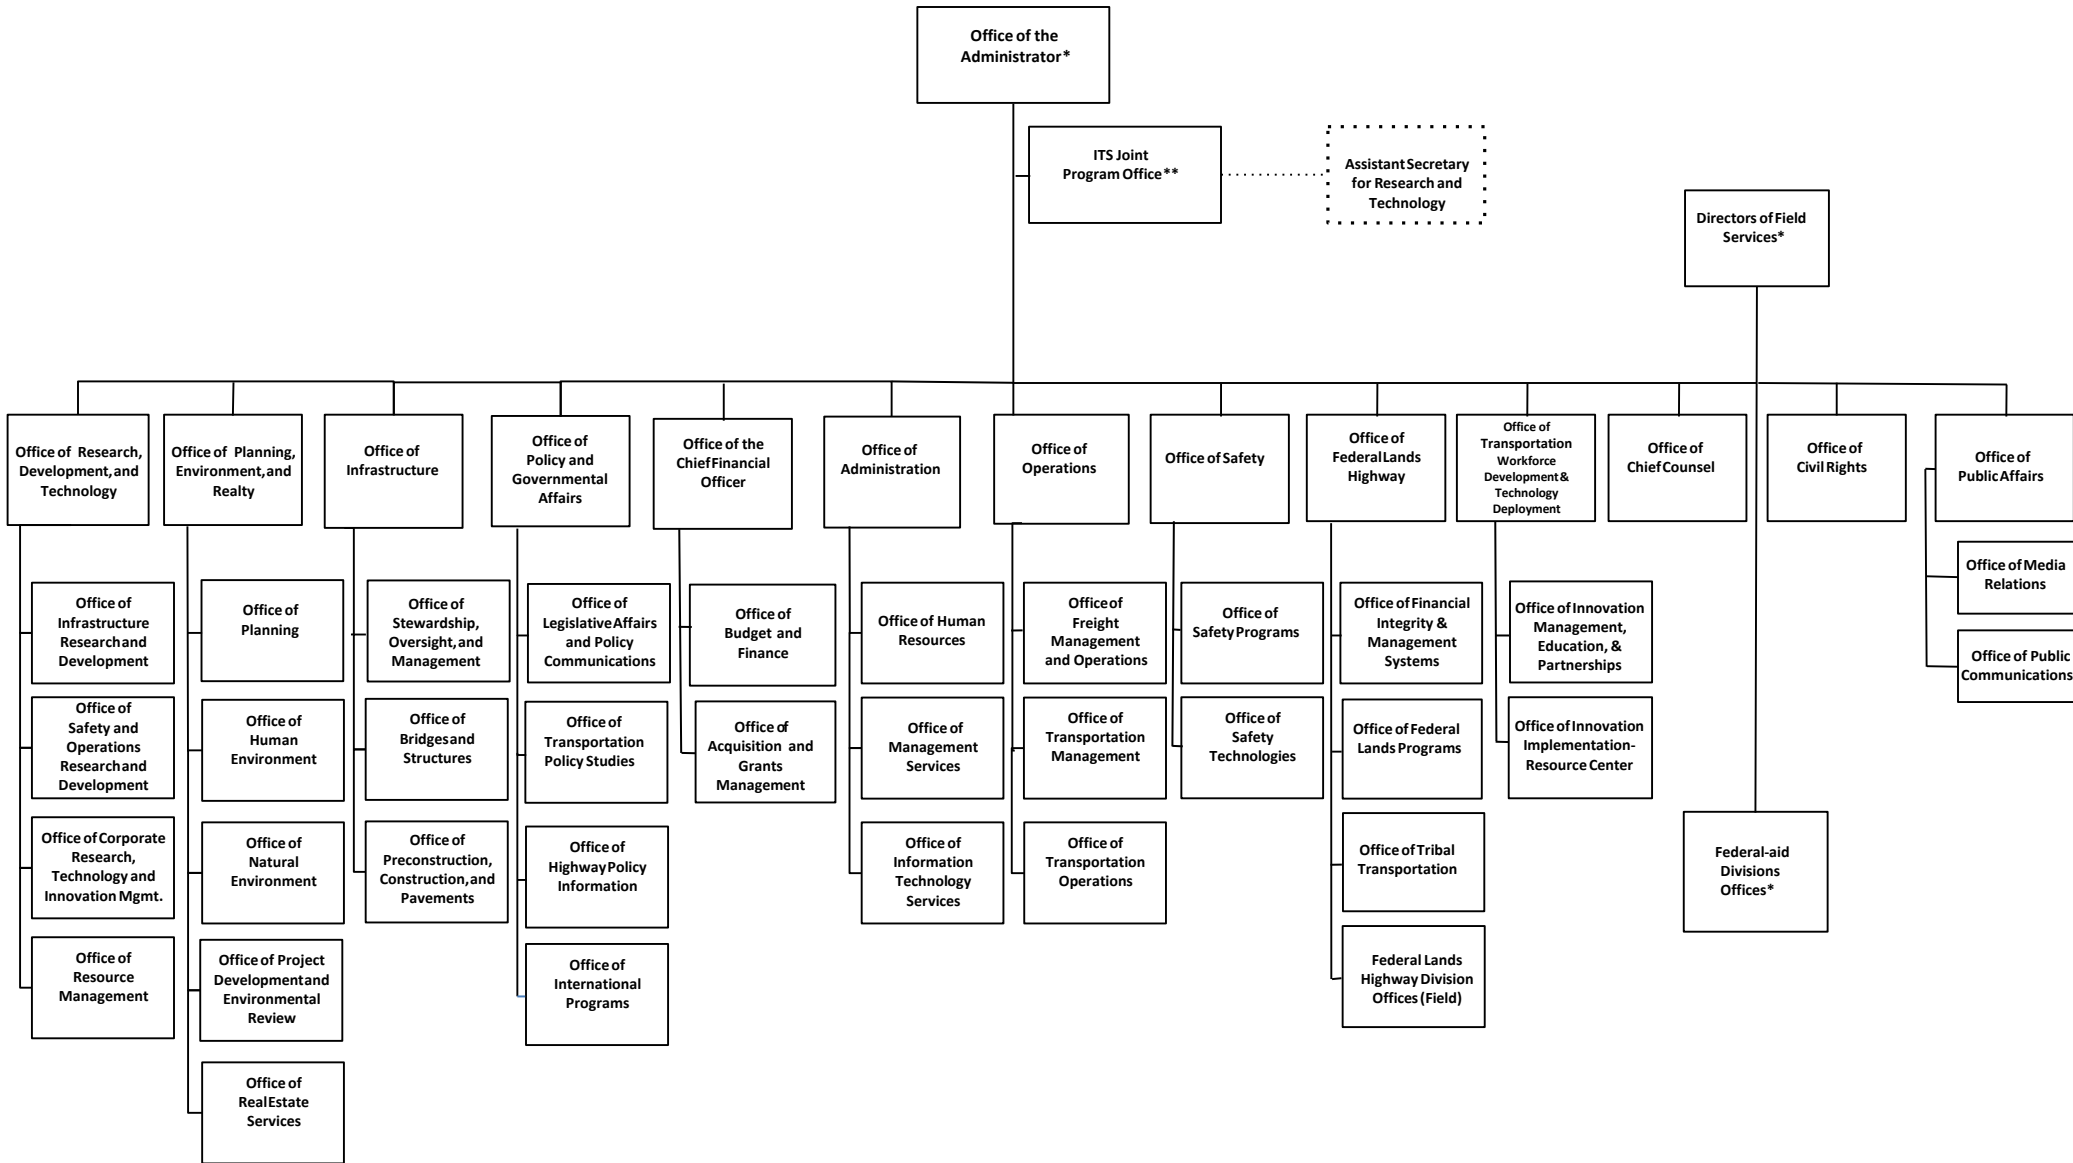 Office of the
Administrator*
ITS Joint
Program Office**
Assistant Secretary
for Research and
Technology
Directors of Field
Services*
Office of Research,
Development, and
Technology
Office of Planning,
Environment, and
Realty
Office of
Infrastructure
Office of
Policy and
Governmental
Affairs
Office of the
Chief Financial
Officer
Office of
Administration
Office of
Operations
Office of Safety
Office of
Federal Lands
Highway
Office of
Transportation
Workforce
Development &
Technology
Deployment
Office of
Chief Counsel
Office of
Civil Rights
Office of
Public Affairs
Office of
Infrastructure
Research and
Development
Office of
Safety and
Operations
Research and
Development
Office of Corporate
Research,
Technology and
Innovation Mgmt.
Office of
Resource
Management
Office of
Planning
Office of
Human
Environment
Office of
Natural
Environment
Office of Project
Development and
Environmental
Review
Office of
Real Estate
Services
Office of
Stewardship,
Oversight, and
Management
Office of
Bridges and
Structures
Office of
Preconstruction,
Construction, and
Pavements
Office of
Legislative Affairs
and Policy
Communications
Office of
Transportation
Policy Studies
Office of
Highway Policy
Information
Office of
International
Programs
Office of
Budget and
Finance
Office of
Acquisition and
Grants
Management
Office of Human
Resources
Office of
Management
Services
Office of
Information
Technology
Services
Office of
Freight
Management
and Operations
Office of
Transportation
Management
Office of
Transportation
Operations
Office of
Safety Programs
Office of
Safety
Technologies
Office of Financial
Integrity &
Management
Systems
Office of Federal
Lands Programs
Office of Tribal
Transportation
Federal Lands
Highway Division
Offices (Field)
Office of Innovation
Management,
Education, &
Partnerships
Office of Innovation
Implementation-
Resource Center
Federal-aid
Divisions
Offices*
Office of Media
Relations
Office of Public
Communications